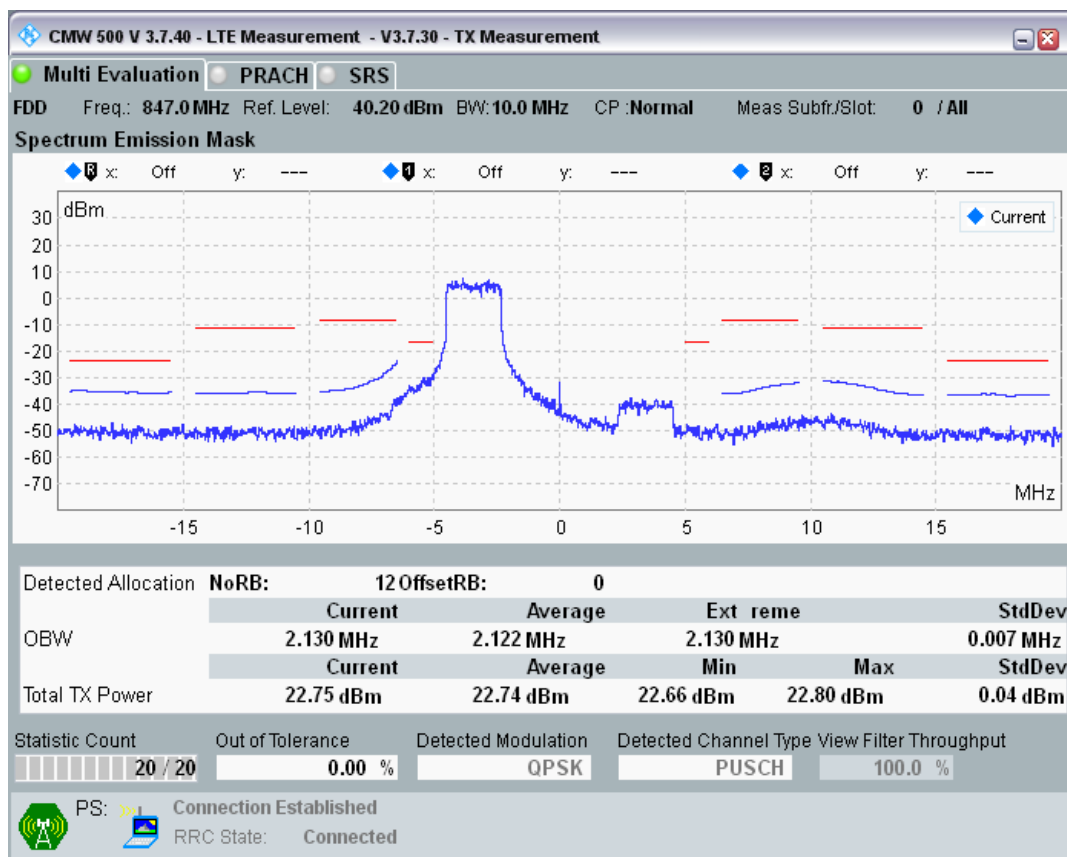 CMW 500 V 3.7.40 - LTE Measurement - V3.7.30 - TX Measurement
Multi Evaluation PRACH SRS
FDD Freq.: 847.0 MHz Ref. Level: 40.20 dBm BW: 10.0 MHz CP :Normal Meas Subfr./Slot: 0 / All
Spectrum Emission Mask
R x: Off y: --- 1 x: Off y: --- 2 x: Off y: ---
dBm
Current
30
20
10
0
-10
-20
-30
-40
-50
-60
-70
MHz
-15 -10 -5 0 5 10 15
Detected Allocation NoRB: 12 OffsetRB: 0
Current Average Ext reme StdDev
OBW 2.130 MHz 2.122 MHz 2.130 MHz 0.007 MHz
Current Average Min Max StdDev
Total TX Power 22.75 dBm 22.74 dBm 22.66 dBm 22.80 dBm 0.04 dBm
Statistic Count Out of Tolerance Detected Modulation Detected Channel Type View Filter Throughput
20 / 20 0.00 % QPSK PUSCH 100.0 %
PS: Connection Established
RRC State: Connected